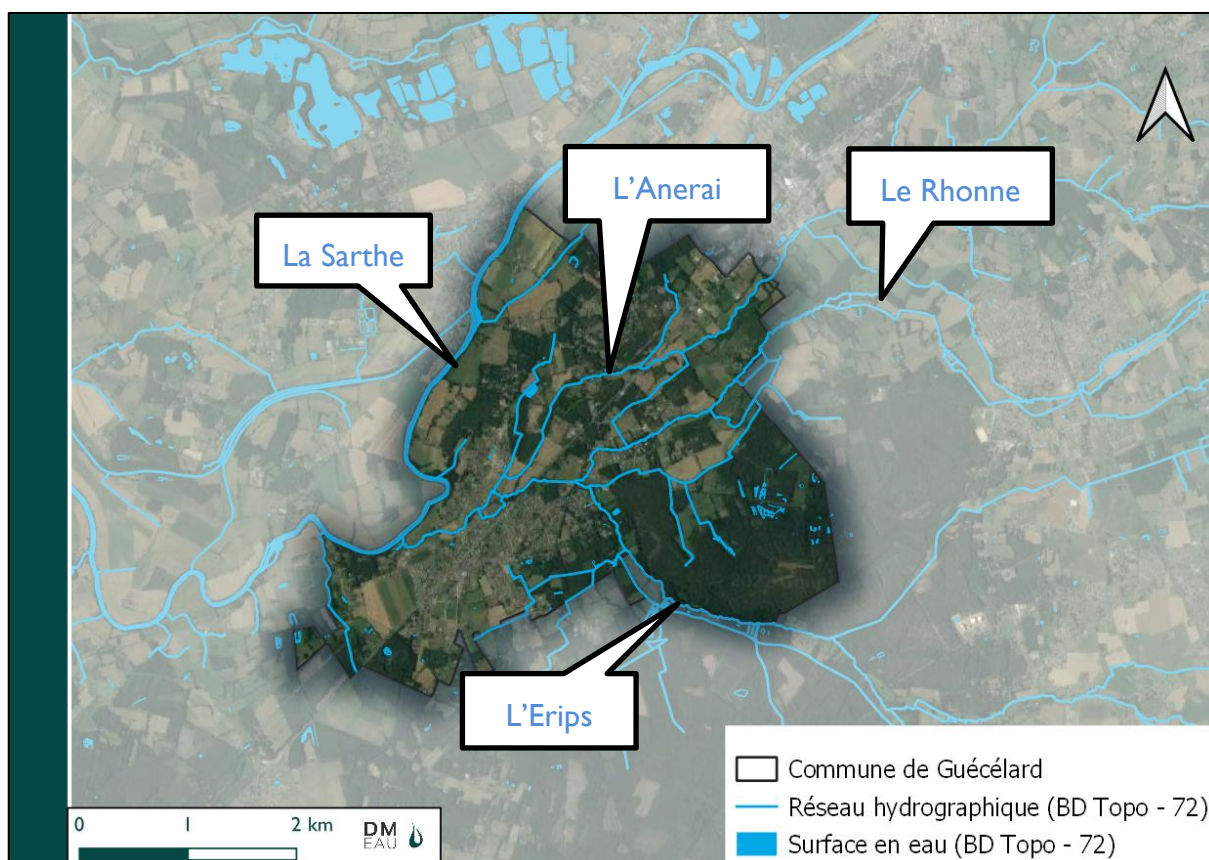 L'Anerai
Le Rhonne
La Sarthe
L'Erips
Commune de Guécélard
Réseau hydrographique (BD Topo - 72)
Surface en eau (BD Topo - 72)
0 1 2 km
DM
EAU